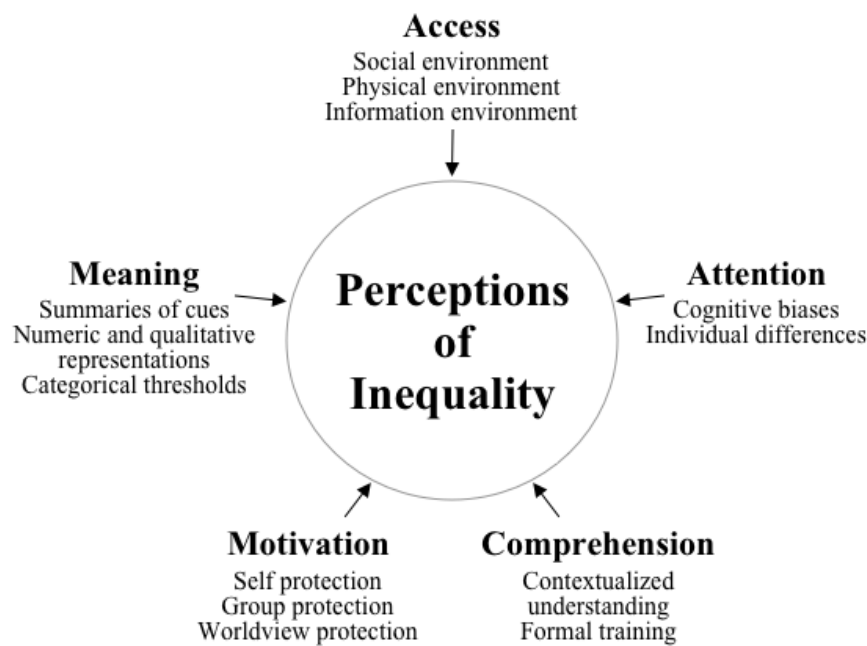 Access
Social environment
Physical environment
Information environment
Meaning
Summaries of cues
Numeric and qualitative
representations
Categorical thresholds
Perceptions
of
Inequality
Attention
Cognitive biases
Individual differences
Motivation
Self protection
Group protection
Worldview protection
Comprehension
Contextualized
understanding
Formal training